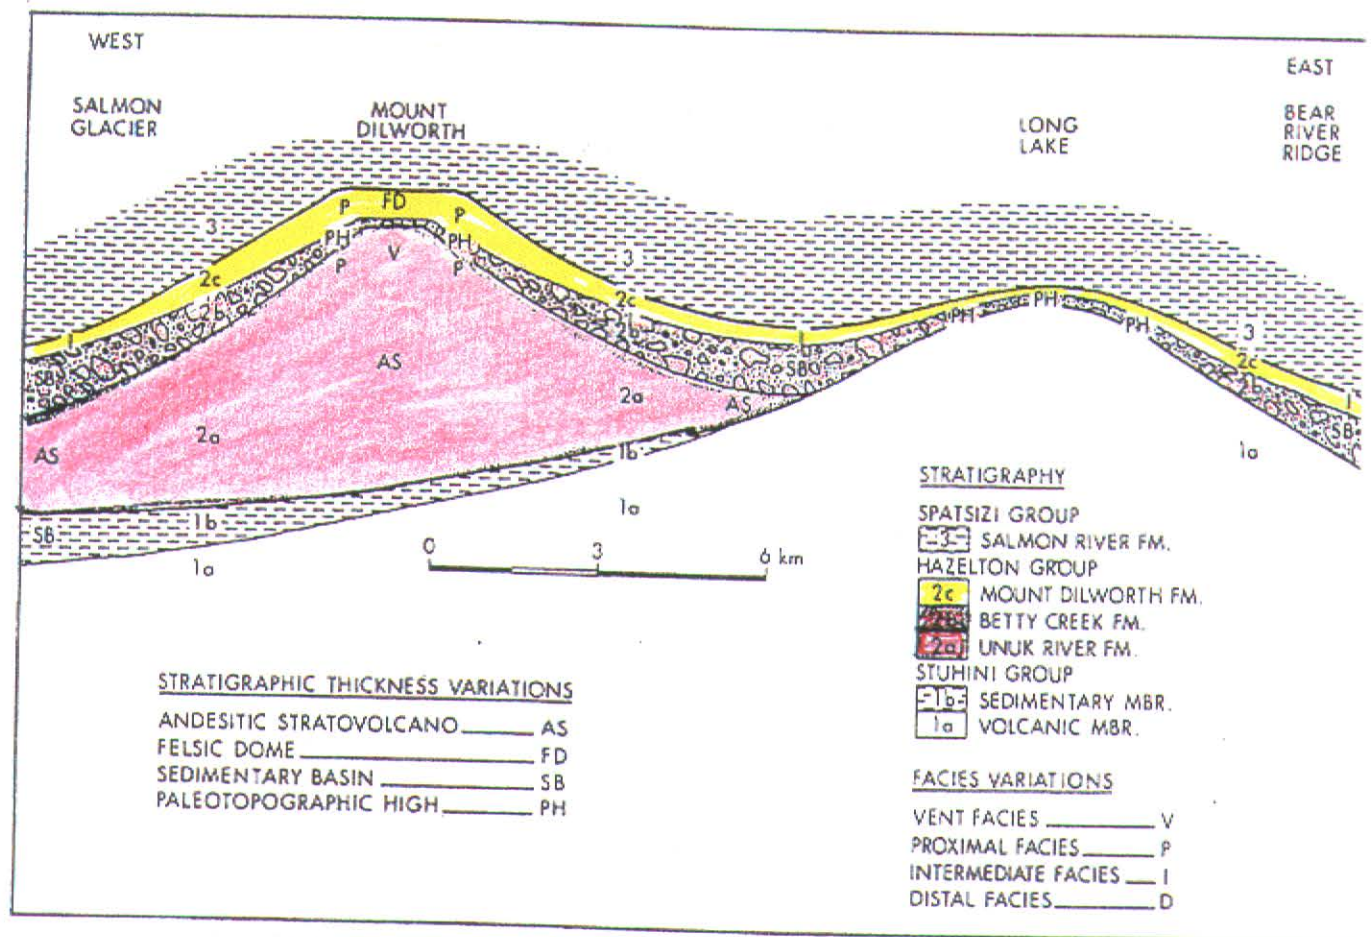 WEST
EAST
SALMON
GLACIER
MOUNT
DILWORTH
LONG
LAKE
BEAR
RIVER
RIDGE
P FD P
3
PH V PH
P P
3
2c
2b
2c
2b
I
I
SB
SB
PH PH PH
3
2c
2b
I
SB
AS
AS
2a
AS
2a
1b
1a
1a
SB
1b
1a
0 3 6 km
STRATIGRAPHY
SPATSIZI GROUP
3 SALMON RIVER FM.
HAZELTON GROUP
2c MOUNT DILWORTH FM.
2b BETTY CREEK FM.
2a UNUK RIVER FM.
STUHINI GROUP
1b SEDIMENTARY MBR.
1a VOLCANIC MBR.
STRATIGRAPHIC THICKNESS VARIATIONS
ANDESITIC STRATOVOLCANO AS
FELSIC DOME FD
SEDIMENTARY BASIN SB
PALEOTOPOGRAPHIC HIGH PH
FACIES VARIATIONS
VENT FACIES V
PROXIMAL FACIES P
INTERMEDIATE FACIES I
DISTAL FACIES D